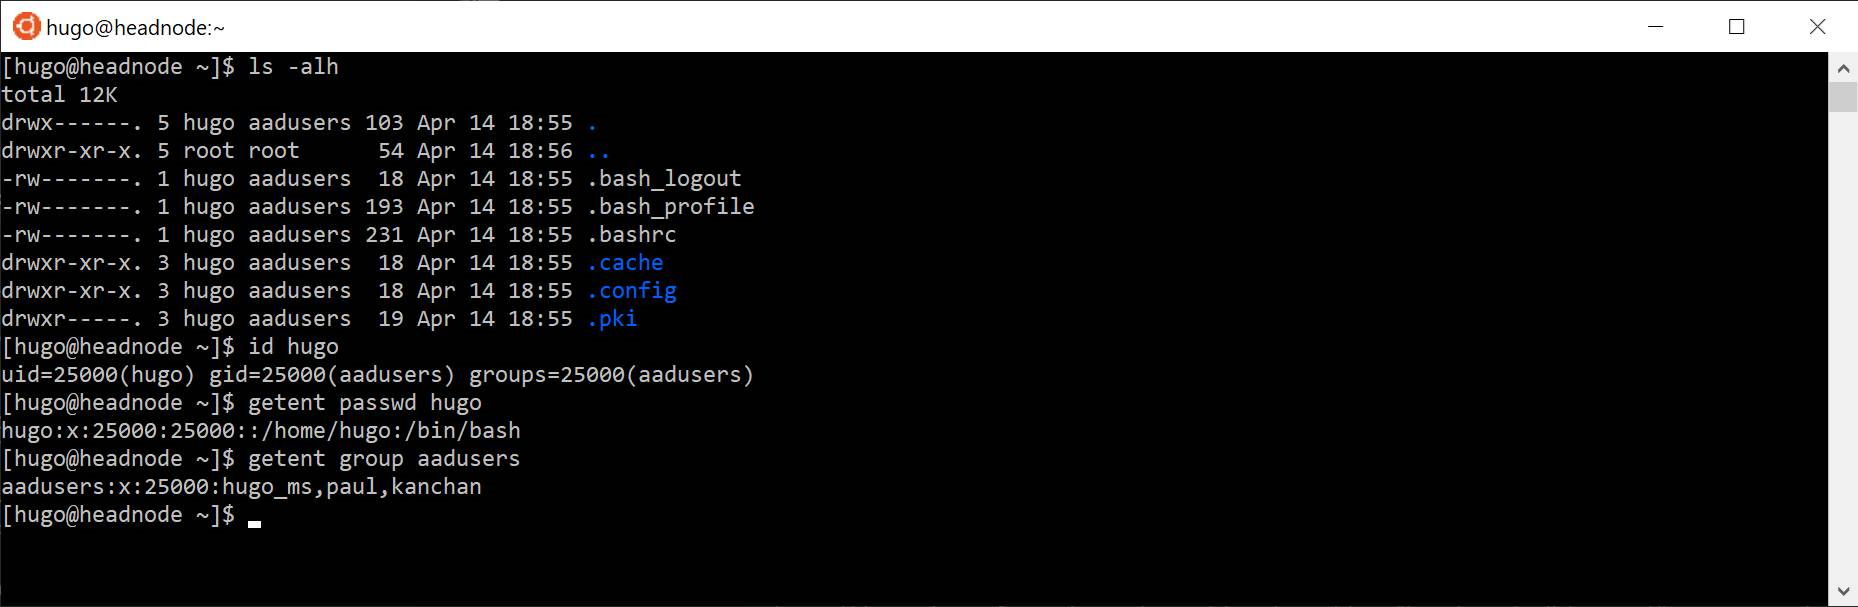 hugo@headnode:~
[hugo@headnode ~]$ ls -alh
total 12K
drwx------. 5 hugo aadusers 103 Apr 14 18:55 .
drwxr-xr-x. 5 root root      54 Apr 14 18:56 ..
-rw-------. 1 hugo aadusers  18 Apr 14 18:55 .bash_logout
-rw-------. 1 hugo aadusers 193 Apr 14 18:55 .bash_profile
-rw-------. 1 hugo aadusers 231 Apr 14 18:55 .bashrc
drwxr-xr-x. 3 hugo aadusers  18 Apr 14 18:55 .cache
drwxr-xr-x. 3 hugo aadusers  18 Apr 14 18:55 .config
drwxr-----. 3 hugo aadusers  19 Apr 14 18:55 .pki
[hugo@headnode ~]$ id hugo
uid=25000(hugo) gid=25000(aadusers) groups=25000(aadusers)
[hugo@headnode ~]$ getent passwd hugo
hugo:x:25000:25000::/home/hugo:/bin/bash
[hugo@headnode ~]$ getent group aadusers
aadusers:x:25000:hugo_ms,paul,kanchan
[hugo@headnode ~]$